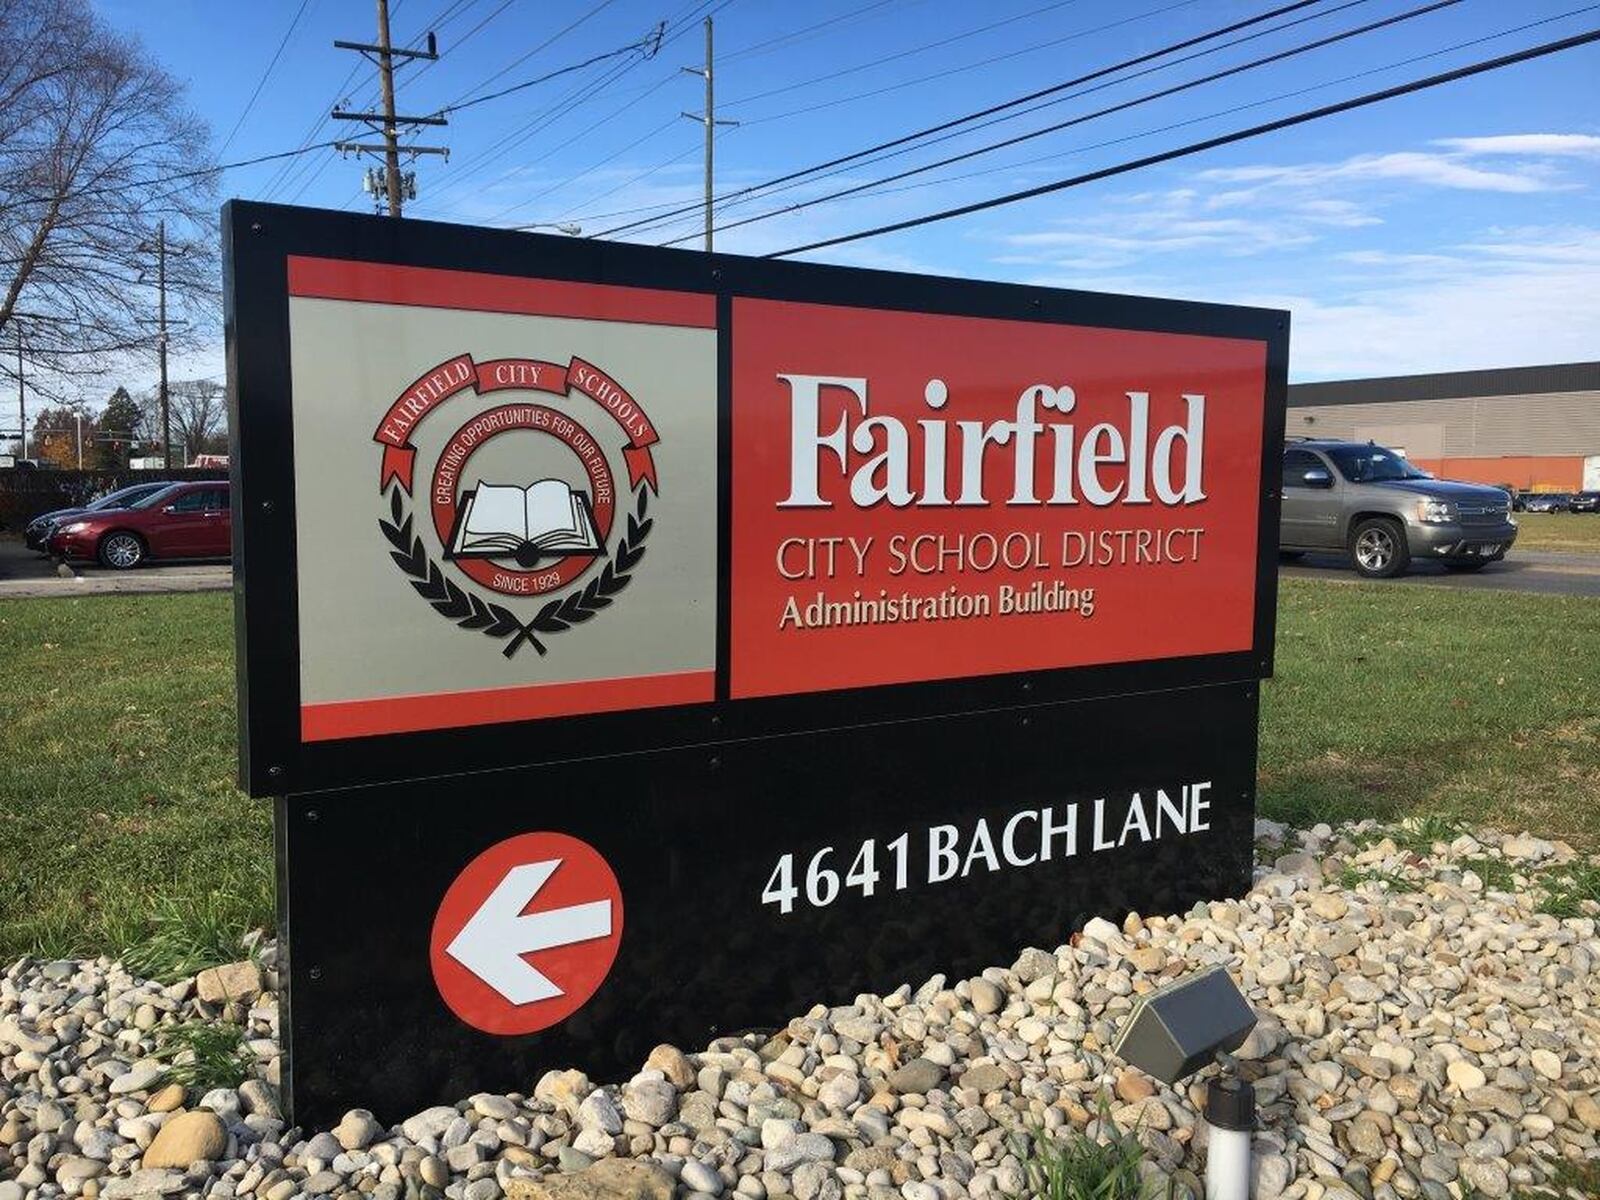 FAIRFIELD CITY SCHOOLS
CREATING OPPORTUNITIES FOR OUR FUTURE
SINCE 1929
Fairfield
CITY SCHOOL DISTRICT
Administration Building
4641 BACH LANE